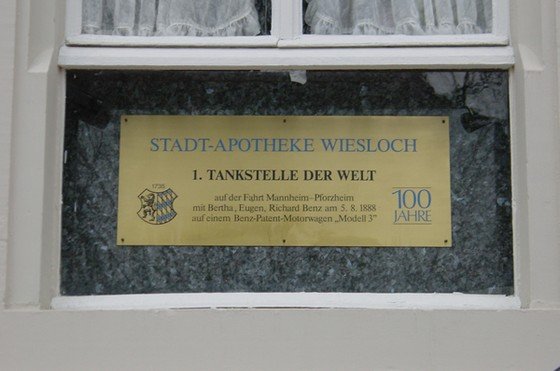 STADT-APOTHEKE WIESLOCH
1. TANKSTELLE DER WELT
1735
auf der Fahrt Mannheim–Pforzheim
mit Bertha, Eugen, Richard Benz am 5. 8. 1888
auf einem Benz-Patent-Motorwagen „Modell 3"
100
JAHRE